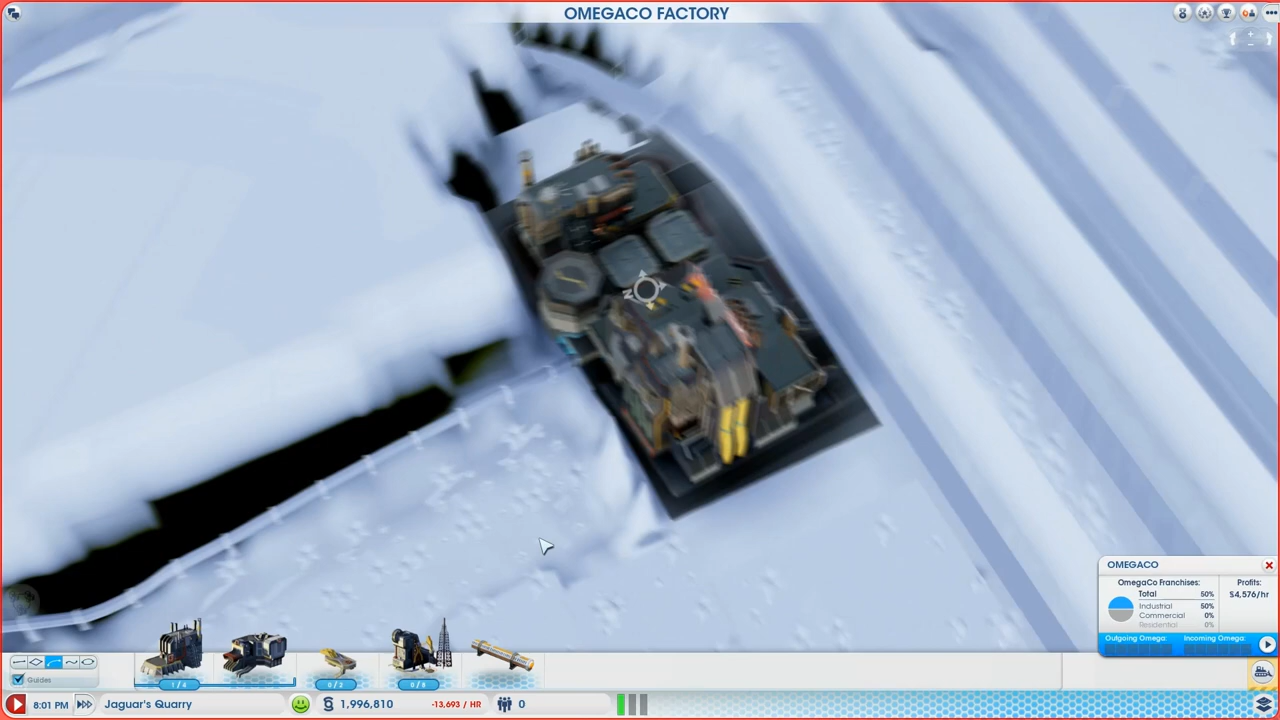 OMEGACO FACTORY
N
OMEGACO
OmegaCo Franchises:
Total 50%
Industrial 50%
Commercial 0%
Residential 0%
Profits:
S4,576/hr
Outgoing Omega:
Incoming Omega:
Guides
1 / 4
0 / 2
0 / 8
8:01 PM
Jaguar's Quarry
1,996,810
-13,693 / HR
0